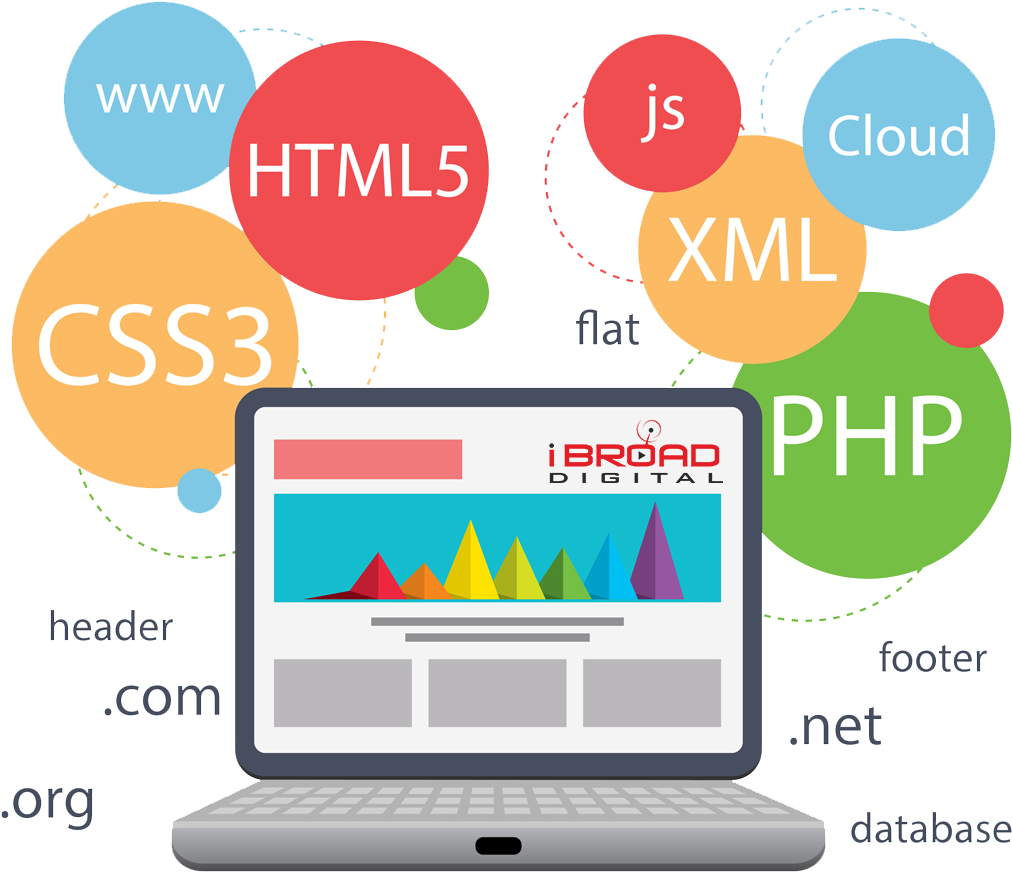 www
HTML5
js
Cloud
XML
CSS3
flat
PHP
iBROAD
DIGITAL
header
footer
.com
.net
.org
database